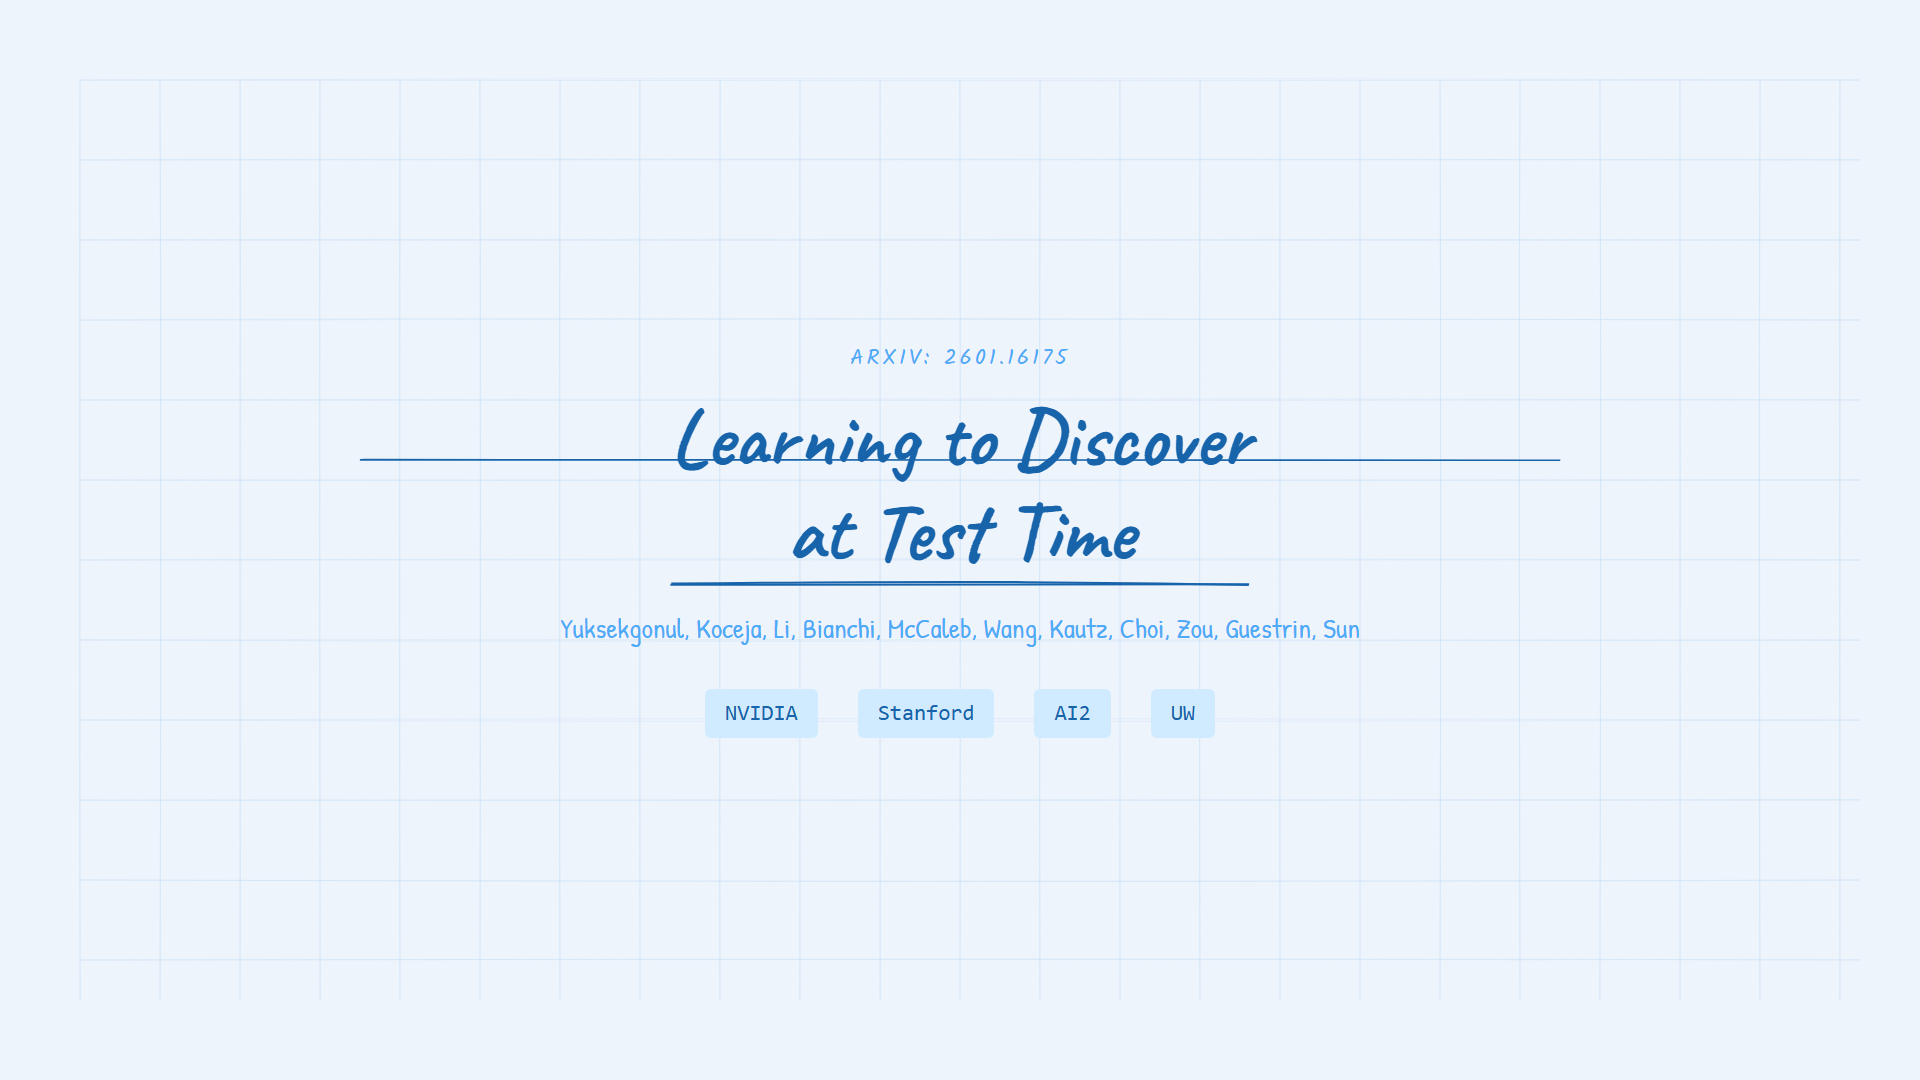 ARXIV: 2601.16175
Learning to Discover
at Test Time
Yuksekgonul, Koceja, Li, Bianchi, McCaleb, Wang, Kautz, Choi, Zou, Guestrin, Sun
NVIDIA Stanford AI2 UW